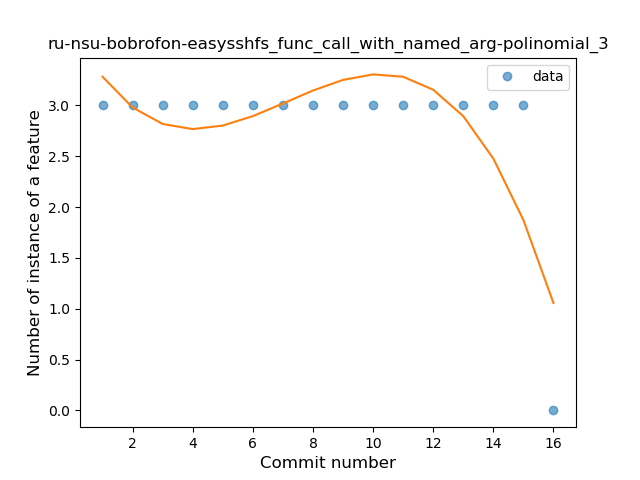 ru-nsu-bobrofon-easysshfs_func_call_with_named_arg-polinomial_3
data
Number of instance of a feature
3.0
2.5
2.0
1.5
1.0
0.5
0.0
2 4 6 8 10 12 14 16
Commit number